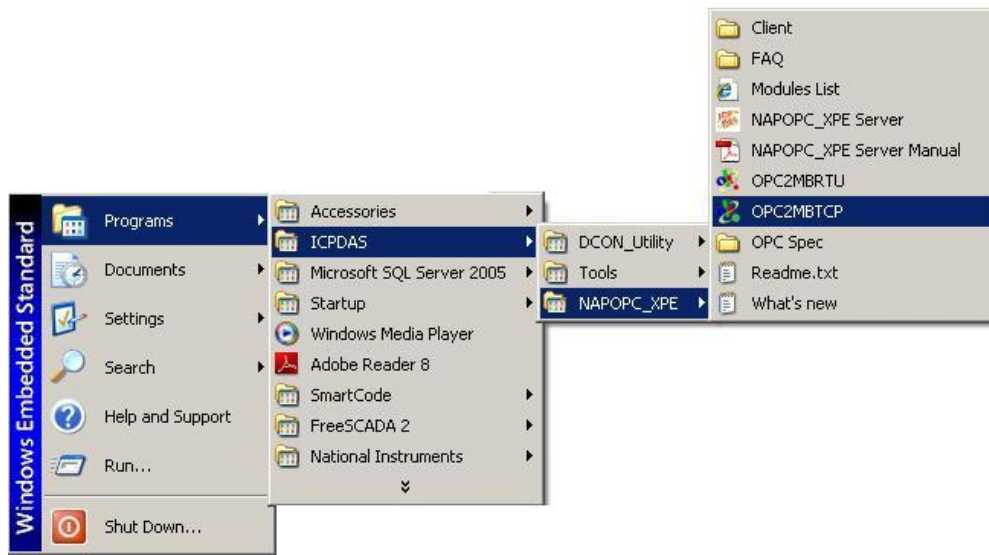 Windows Embedded Standard
Programs
Documents
Settings
Search
Help and Support
Run...
Shut Down...
Accessories
ICPDAS
Microsoft SQL Server 2005
Startup
Windows Media Player
Adobe Reader 8
SmartCode
FreeSCADA 2
National Instruments
DCON_Utility
Tools
NAPOPC_XPE
Client
FAQ
Modules List
NAPOPC_XPE Server
NAPOPC_XPE Server Manual
OPC2MBRTU
OPC2MBTCP
OPC Spec
Readme.txt
What's new